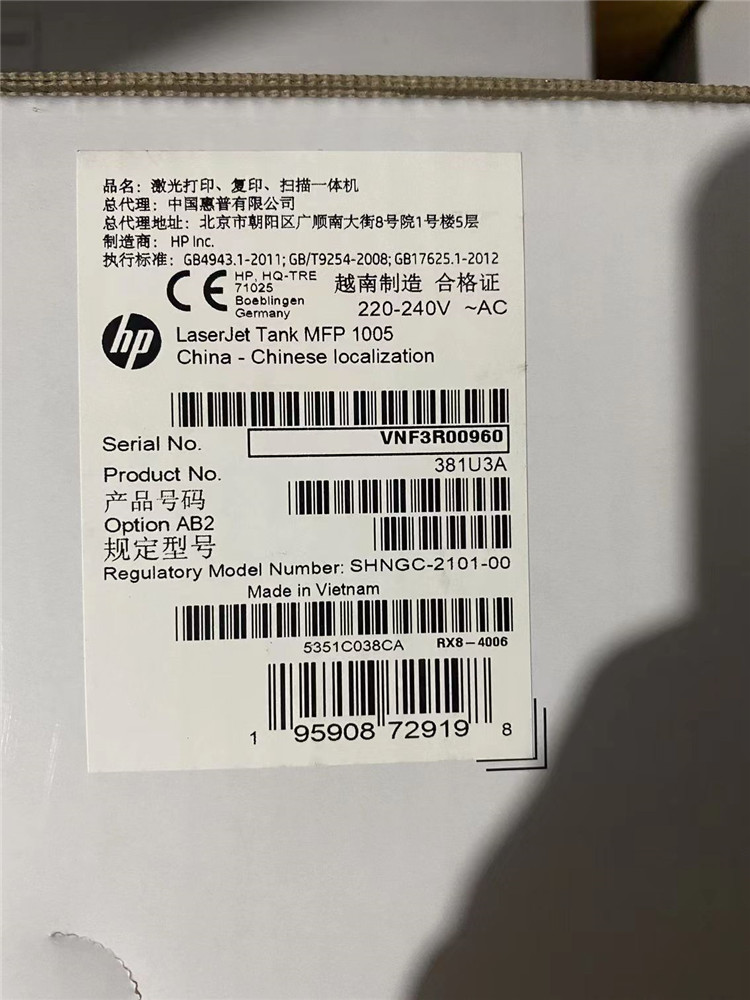 品名：激光打印、复印、扫描一体机
总代理：中国惠普有限公司
总代理地址：北京市朝阳区广顺南大街8号院1号楼5层
制造商：HP Inc.
执行标准：GB4943.1-2011; GB/T9254-2008; GB17625.1-2012
CE
HP, HQ-TRE
71025
Boeblingen
Germany
越南制造 合格证
220-240V ~AC
hp
LaserJet Tank MFP 1005
China - Chinese localization
Serial No.
VNF3R00960
Product No.
381U3A
产品号码
Option AB2
规定型号
Regulatory Model Number: SHNGC-2101-00
Made in Vietnam
5351C038CA RX8-4006
1 95908 72919 8